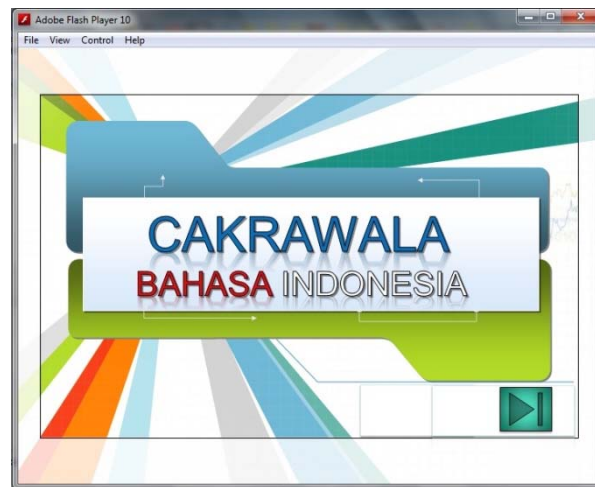 Adobe Flash Player 10
File View Control Help
CAKRAWALA
BAHASA INDONESIA